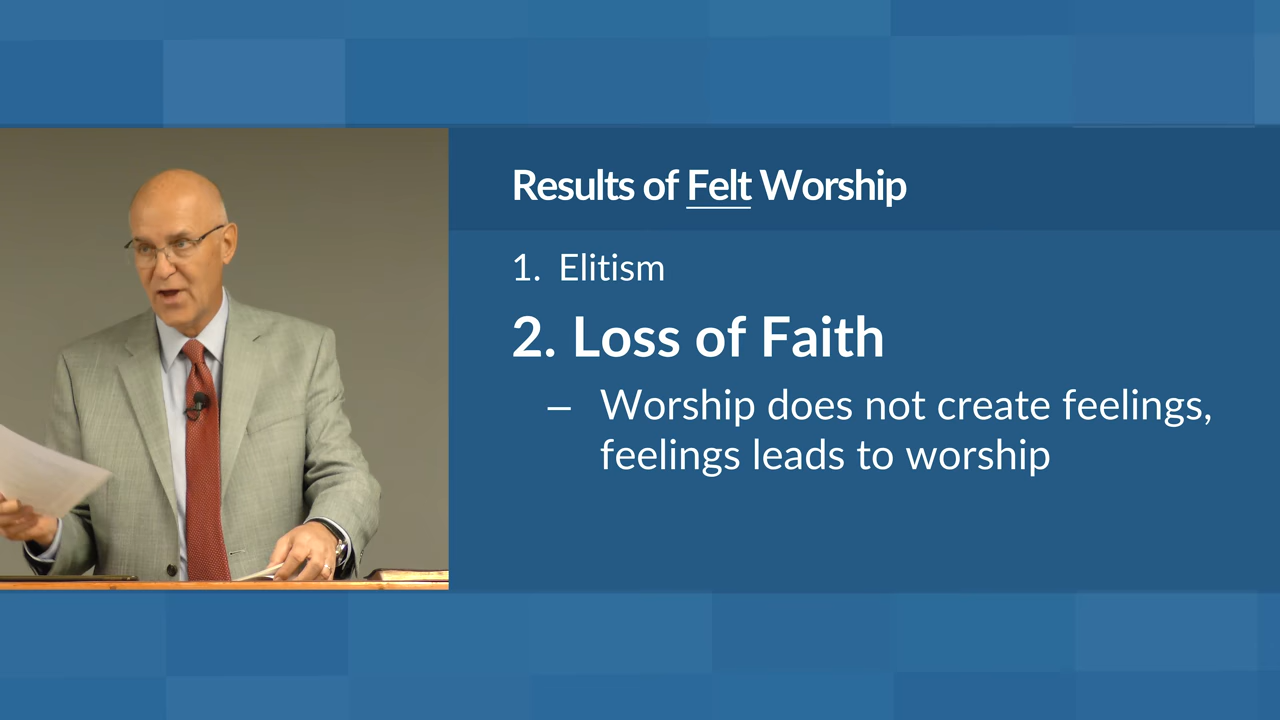 Results of Felt Worship
1. Elitism
2. Loss of Faith
– Worship does not create feelings,
feelings leads to worship